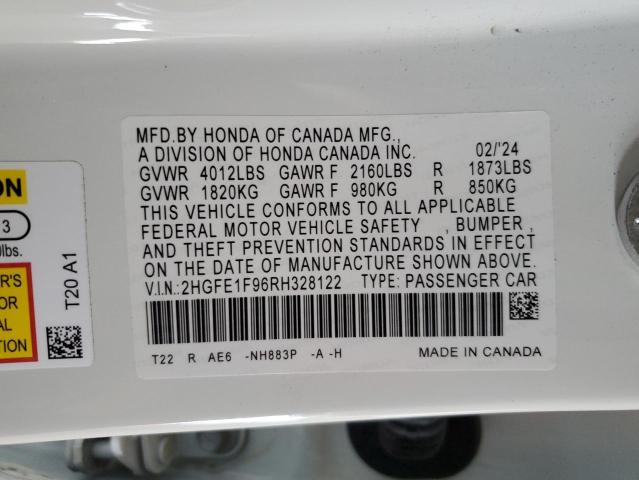 MFD.BY HONDA OF CANADA MFG.,
A DIVISION OF HONDA CANADA INC. 02/'24
GVWR 4012LBS GAWR F 2160LBS R 1873LBS
GVWR 1820KG GAWR F 980KG R 850KG
THIS VEHICLE CONFORMS TO ALL APPLICABLE
FEDERAL MOTOR VEHICLE SAFETY , BUMPER ,
AND THEFT PREVENTION STANDARDS IN EFFECT
ON THE DATE OF MANUFACTURE SHOWN ABOVE.
V.I.N.:2HGFE1F96RH328122 TYPE: PASSENGER CAR
T22 R AE6 -NH883P -A -H MADE IN CANADA
T20 A1
3
lbs.